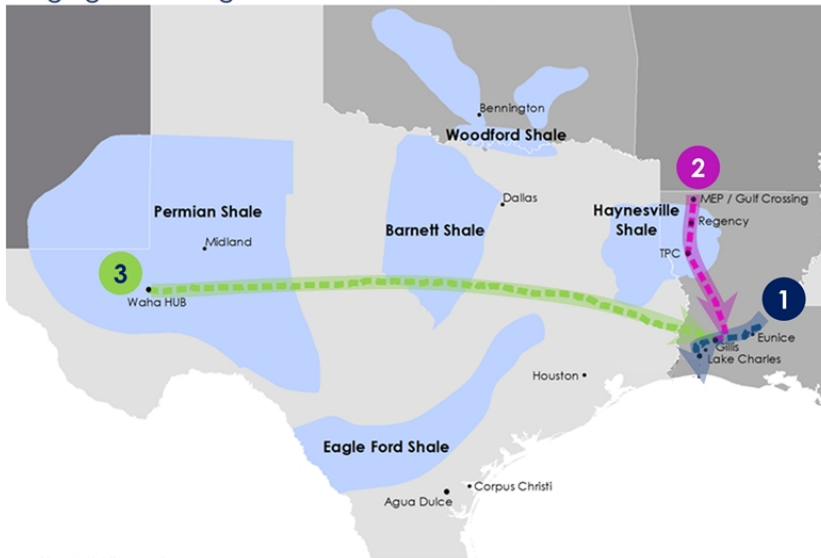 Bennington
Woodford Shale
2
Dallas
MEP / Gulf Crossing
Haynesville
Shale
Regency
Permian Shale
Barnett Shale
Midland
TPC
3
Waha HUB
1
Eunice
Gillis
Lake Charles
Houston
Eagle Ford Shale
Corpus Christi
Agua Dulce